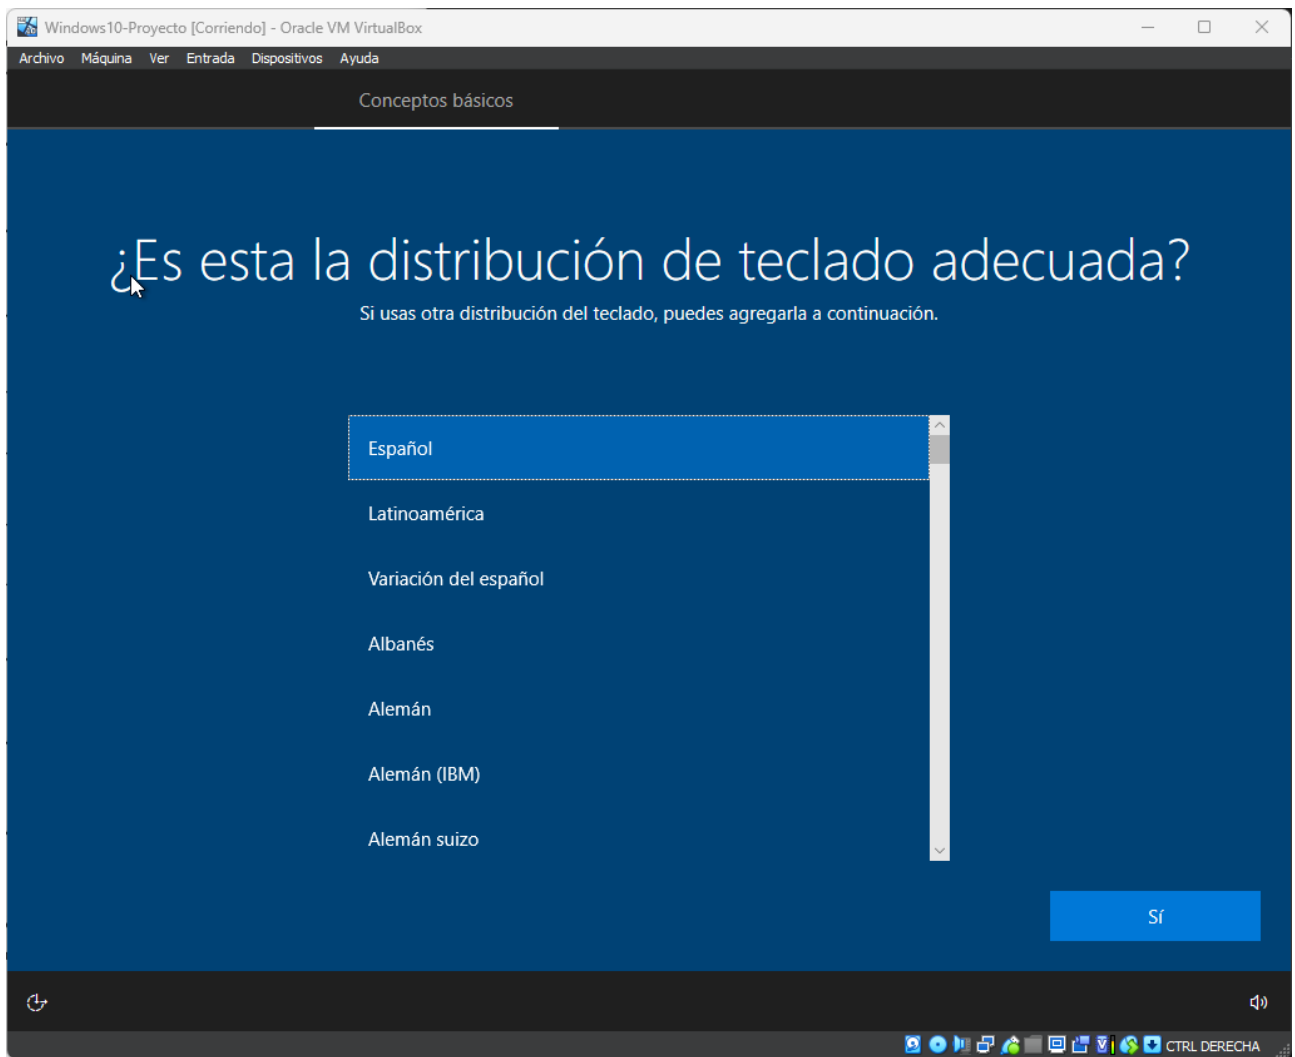 Windows10-Proyecto [Corriendo] - Oracle VM VirtualBox
Archivo Máquina Ver Entrada Dispositivos Ayuda
Conceptos básicos
¿Es esta la distribución de teclado adecuada?
Si usas otra distribución del teclado, puedes agregarla a continuación.
Español
Latinoamérica
Variación del español
Albanés
Alemán
Alemán (IBM)
Alemán suizo
Sí
CTRL DERECHA